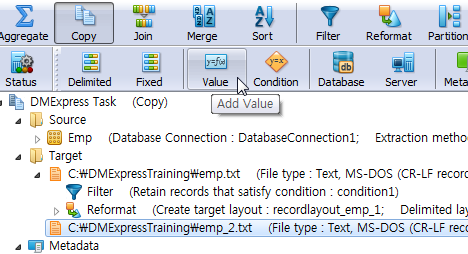 Aggregate Copy Join Merge Sort Filter Reformat Partition
Status Delimited Fixed Value Condition Database Server Meta
Add Value
DMExpress Task (Copy)
Source
Emp (Database Connection : DatabaseConnection1; Extraction metho
Target
C:₩DMExpressTraining₩emp.txt (File type : Text, MS-DOS (CR-LF recor
Filter (Retain records that satisfy condition : condition1)
Reformat (Create target layout : recordlayout_emp_1; Delimited lay
C:₩DMExpressTraining₩emp_2.txt (File type : Text, MS-DOS (CR-LF rec
Metadata